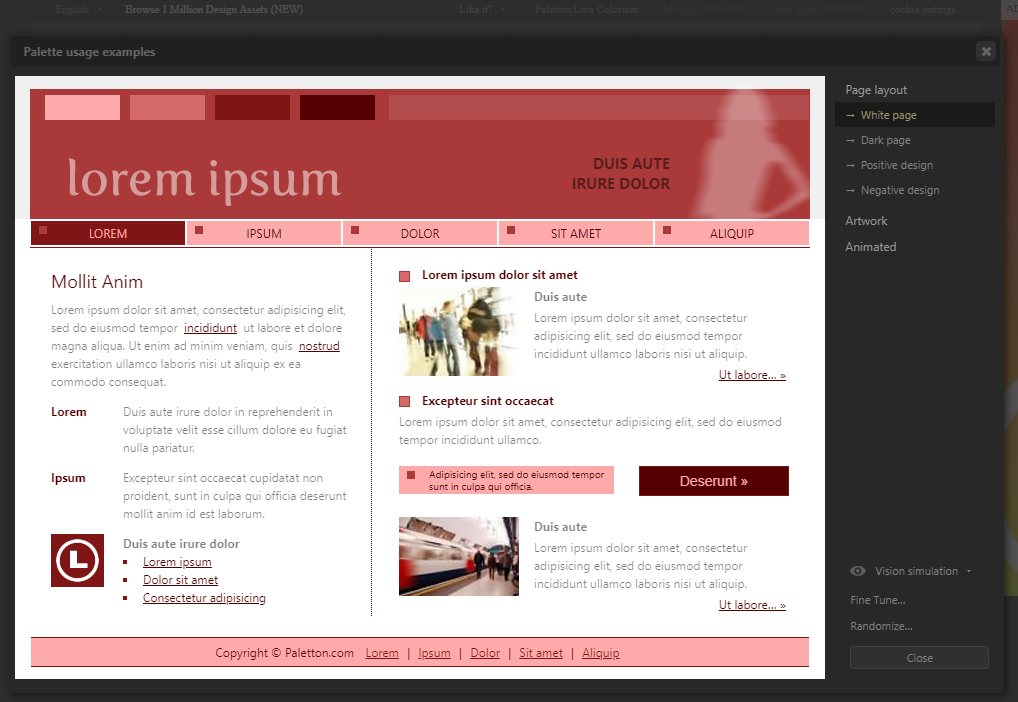 English
Browse 1 Million Design Assets (NEW)
Like it?
Paletton Live Colorizer
cookie settings
AD
Palette usage examples
lorem ipsum
DUIS AUTE
IRURE DOLOR
LOREM
IPSUM
DOLOR
SIT AMET
ALIQUIP
Mollit Anim
Lorem ipsum dolor sit amet, consectetur adipisicing elit,
sed do eiusmod tempor incididunt ut labore et dolore
magna aliqua. Ut enim ad minim veniam, quis nostrud
exercitation ullamco laboris nisi ut aliquip ex ea
commodo consequat.
Lorem
Duis aute irure dolor in reprehenderit in
voluptate velit esse cillum dolore eu fugiat
nulla pariatur.
Ipsum
Excepteur sint occaecat cupidatat non
proident, sunt in culpa qui officia deserunt
mollit anim id est laborum.
L
Duis aute irure dolor
Lorem ipsum
Dolor sit amet
Consectetur adipisicing
Lorem ipsum dolor sit amet
Duis aute
Lorem ipsum dolor sit amet, consectetur
adipisicing elit, sed do eiusmod tempor
incididunt ullamco laboris nisi ut aliquip.
Ut labore... »
Excepteur sint occaecat
Lorem ipsum dolor sit amet, consectetur adipisicing elit, sed do eiusmod
tempor incididunt ullamco.
Adipisicing elit, sed do eiusmod tempor
sunt in culpa qui officia.
Deserunt »
Duis aute
Lorem ipsum dolor sit amet, consectetur
adipisicing elit, sed do eiusmod tempor
incididunt ullamco laboris nisi ut aliquip.
Ut labore... »
Copyright © Paletton.com Lorem | Ipsum | Dolor | Sit amet | Aliquip
Page layout
→ White page
→ Dark page
→ Positive design
→ Negative design
Artwork
Animated
Vision simulation
Fine Tune...
Randomize...
Close